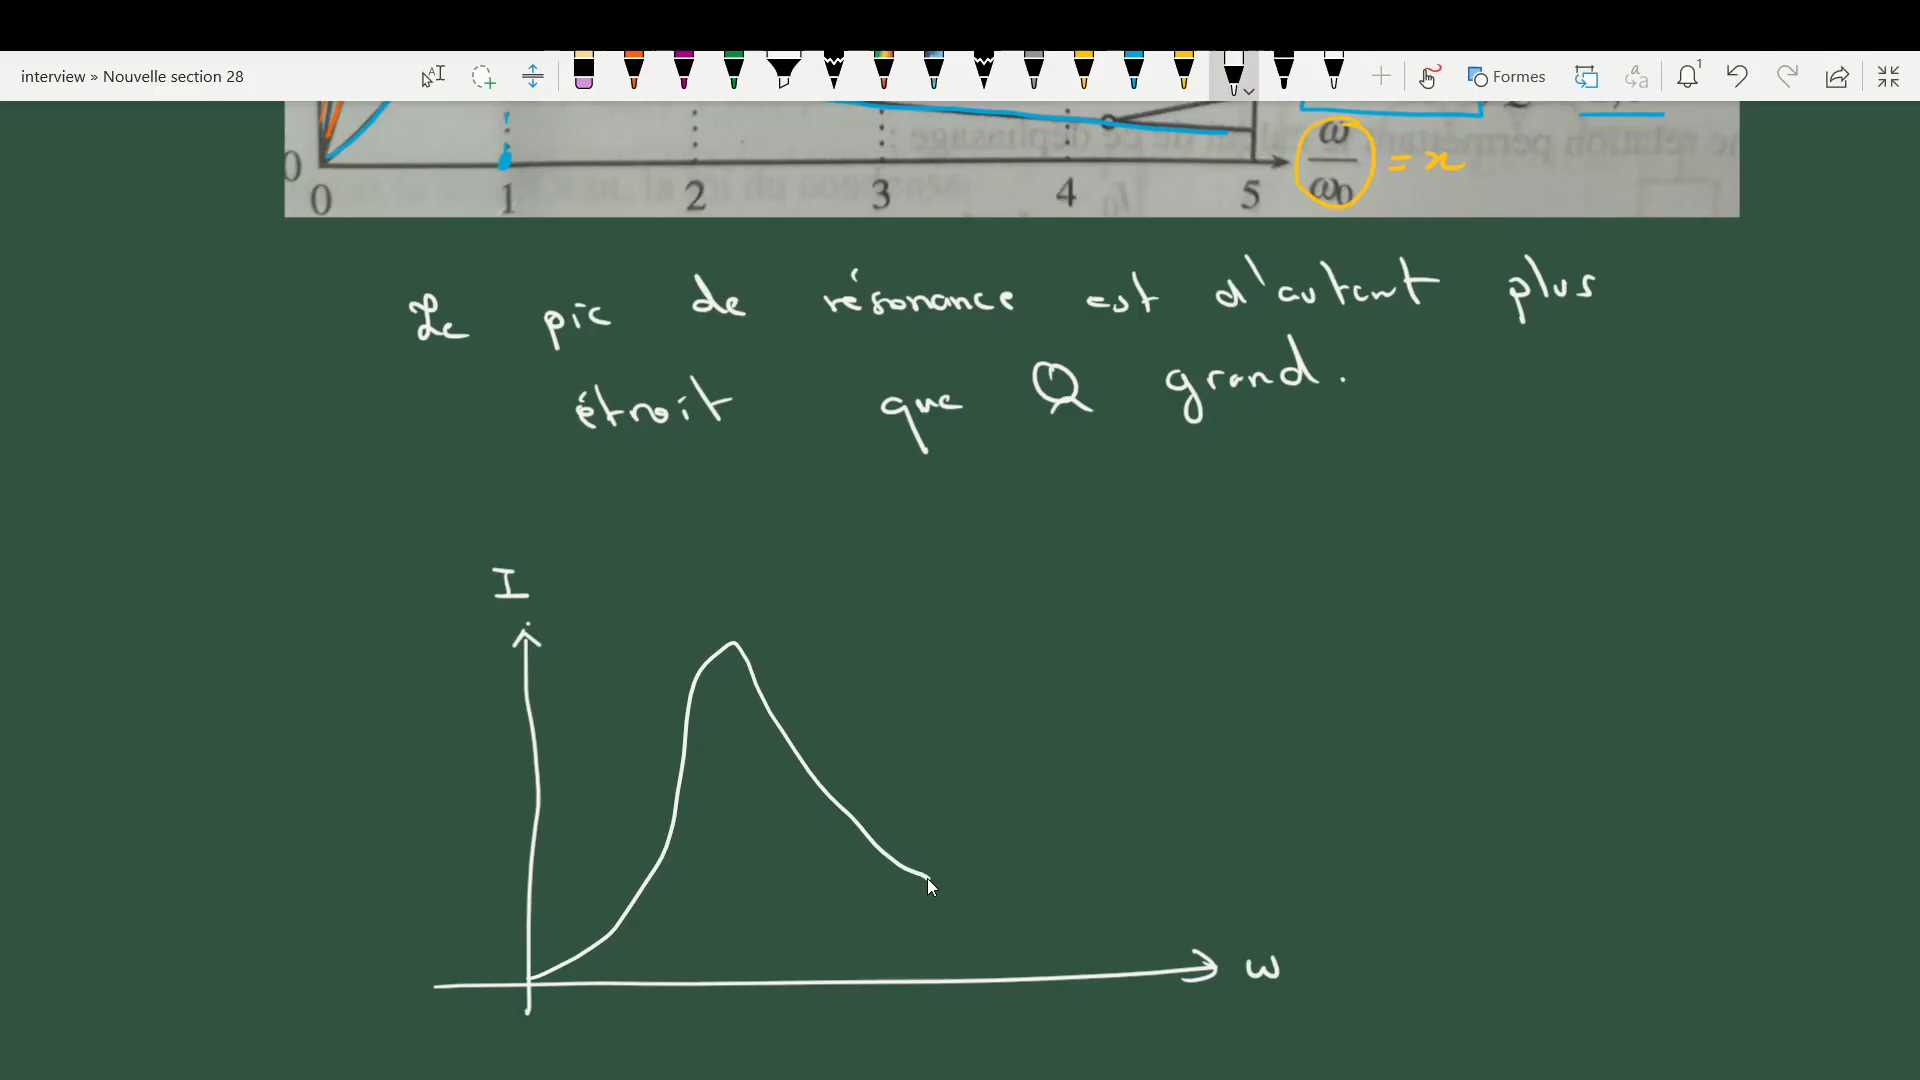 interview » Nouvelle section 28
Formes
1
ω
0
ω0
= x
0 1 2 3 4 5
Le pic de résonance est d'autant plus
étroit que Q grand.
I
ω